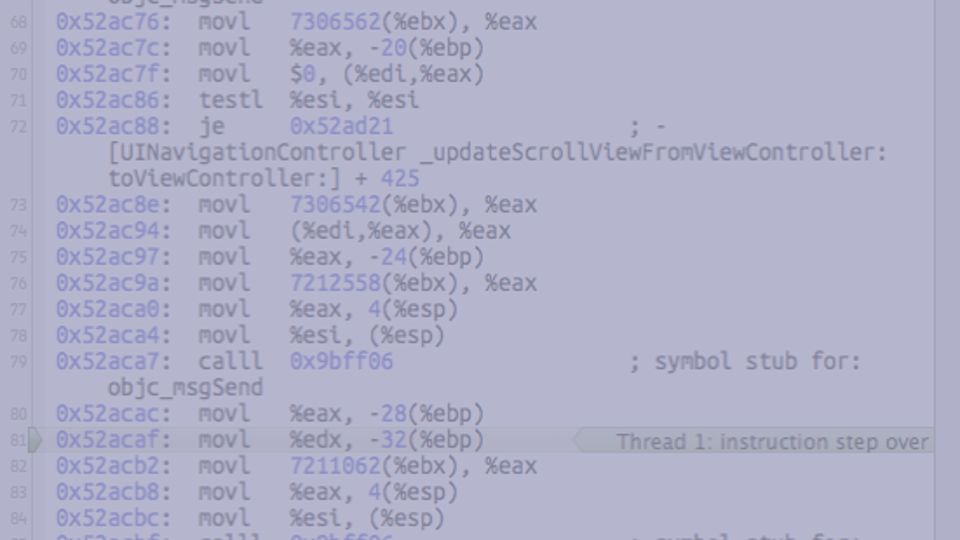 68 0x52ac76: movl 7306562(%ebx), %eax
69 0x52ac7c: movl %eax, -20(%ebp)
70 0x52ac7f: movl $0, (%edi,%eax)
71 0x52ac86: testl %esi, %esi
72 0x52ac88: je 0x52ad21 ; -
[UINavigationController _updateScrollViewFromViewController:
toViewController:] + 425
73 0x52ac8e: movl 7306542(%ebx), %eax
74 0x52ac94: movl (%edi,%eax), %eax
75 0x52ac97: movl %eax, -24(%ebp)
76 0x52ac9a: movl 7212558(%ebx), %eax
77 0x52aca0: movl %eax, 4(%esp)
78 0x52aca4: movl %esi, (%esp)
79 0x52aca7: calll 0x9bff06 ; symbol stub for:
objc_msgSend
80 0x52acac: movl %eax, -28(%ebp)
81 0x52acaf: movl %edx, -32(%ebp) Thread 1: instruction step over
82 0x52acb2: movl 7211062(%ebx), %eax
83 0x52acb8: movl %eax, 4(%esp)
84 0x52acbc: movl %esi, (%esp)